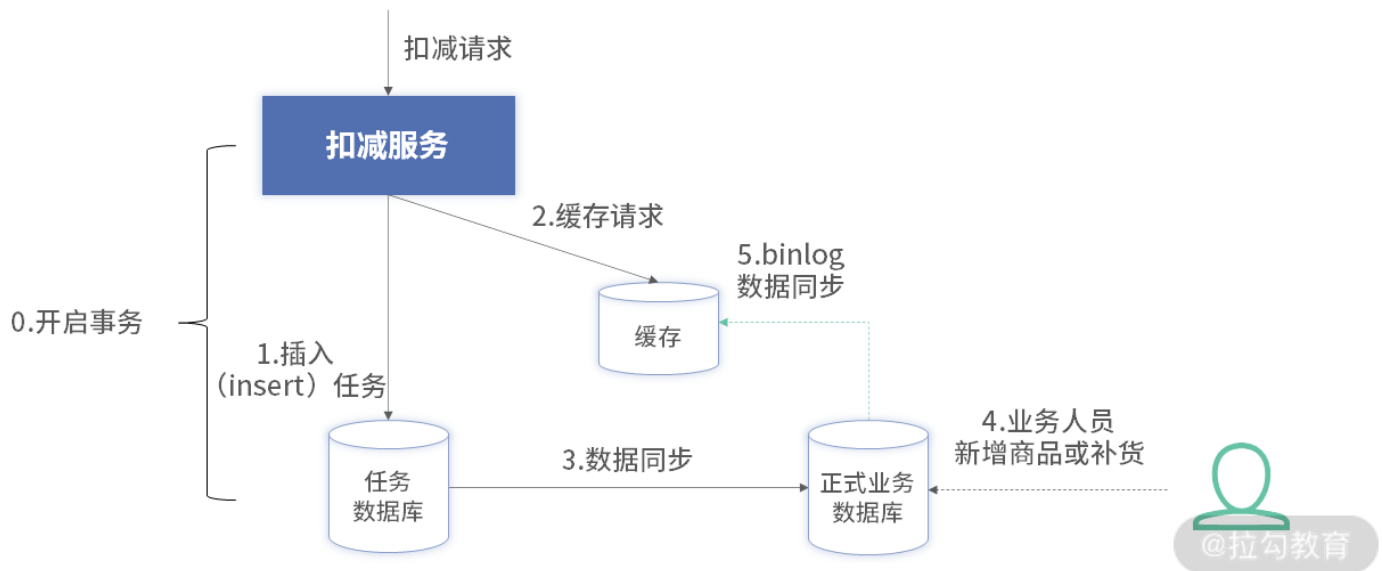 扣减请求
扣减服务
2.缓存请求
5.binlog
数据同步
缓存
0.开启事务
1.插入
（insert）任务
3.数据同步
4.业务人员
新增商品或补货
任务
数据库
正式业务
数据库
@拉勾教育